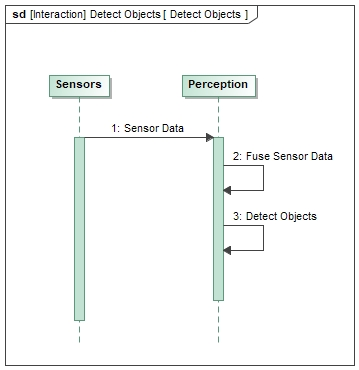 sd [Interaction] Detect Objects [ Detect Objects ]
Sensors
Perception
1: Sensor Data
2: Fuse Sensor Data
3: Detect Objects